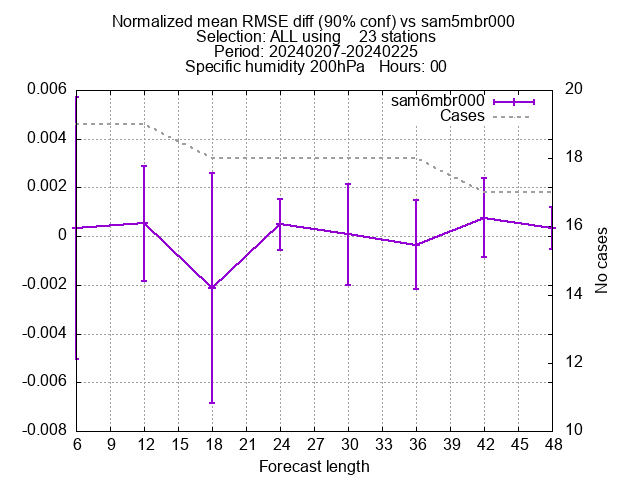 Normalized mean RMSE diff (90% conf) vs sam5mbr000
Selection: ALL using    23 stations
Period: 20240207-20240225
Specific humidity 200hPa   Hours: 00
sam6mbr000
Cases
0.006
0.004
0.002
0
-0.002
-0.004
-0.006
-0.008
20
18
16
14
12
10
No cases
6 9 12 15 18 21 24 27 30 33 36 39 42 45 48
Forecast length